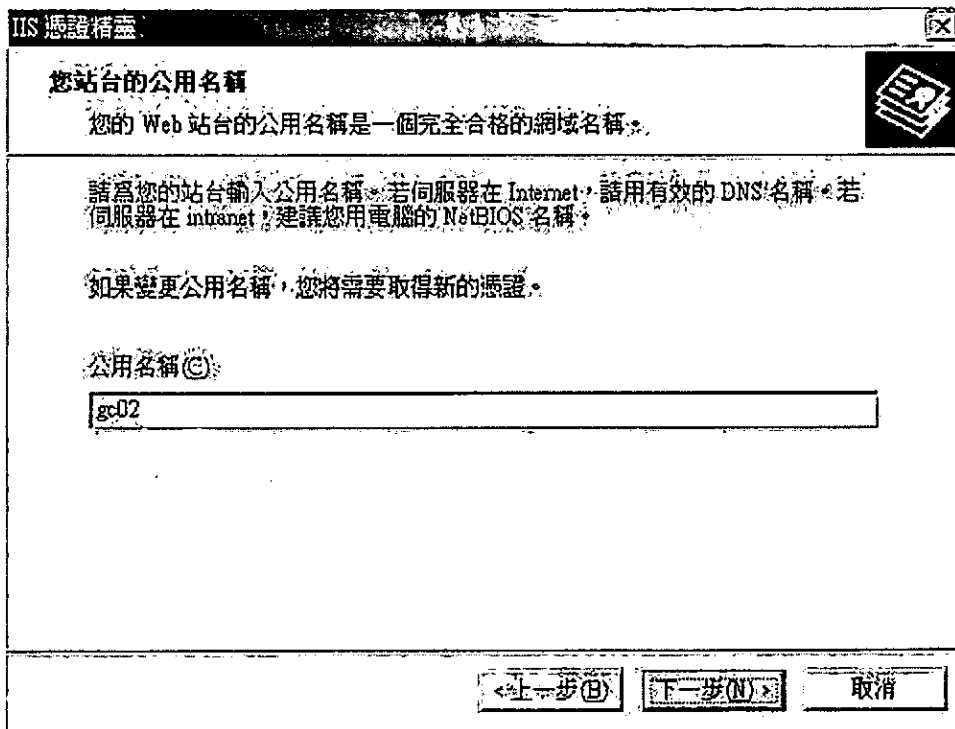 IIS 憑證精靈
您站台的公用名稱
您的 Web 站台的公用名稱是一個完全合格的網域名稱。
請為您的站台輸入公用名稱。若伺服器在 Internet，請用有效的 DNS 名稱。若
伺服器在 intranet，建議您用電腦的 NetBIOS 名稱。
如果變更公用名稱，您將需要取得新的憑證。
公用名稱(C):
gc02
<上一步(B) 下一步(N)> 取消